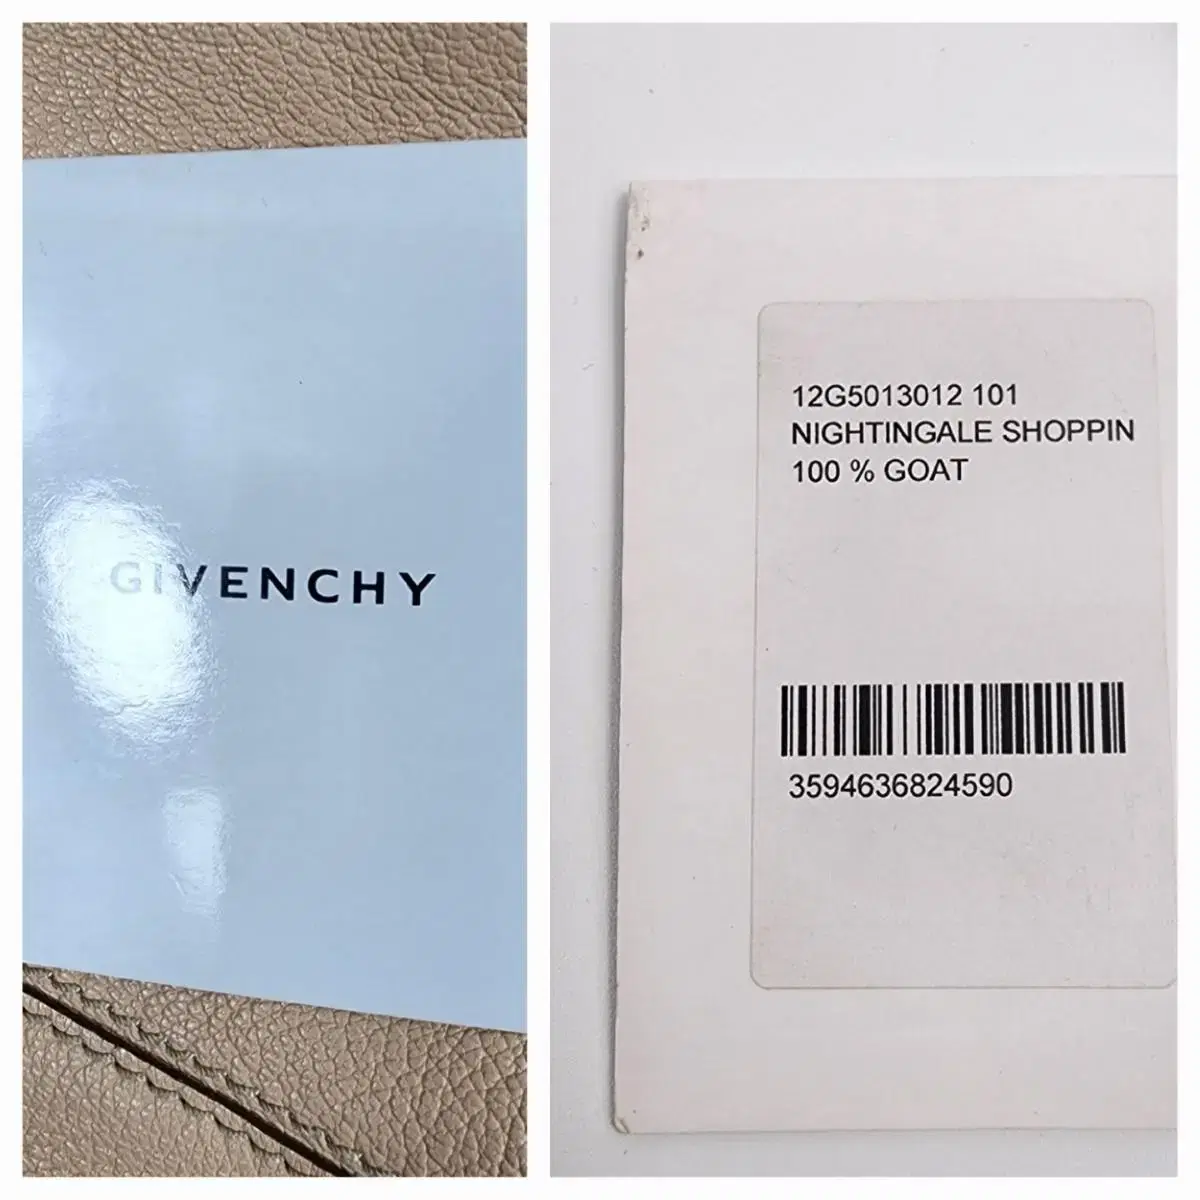 GIVENCHY
12G5013012 101
NIGHTINGALE SHOPPIN
100 % GOAT
3594636824590